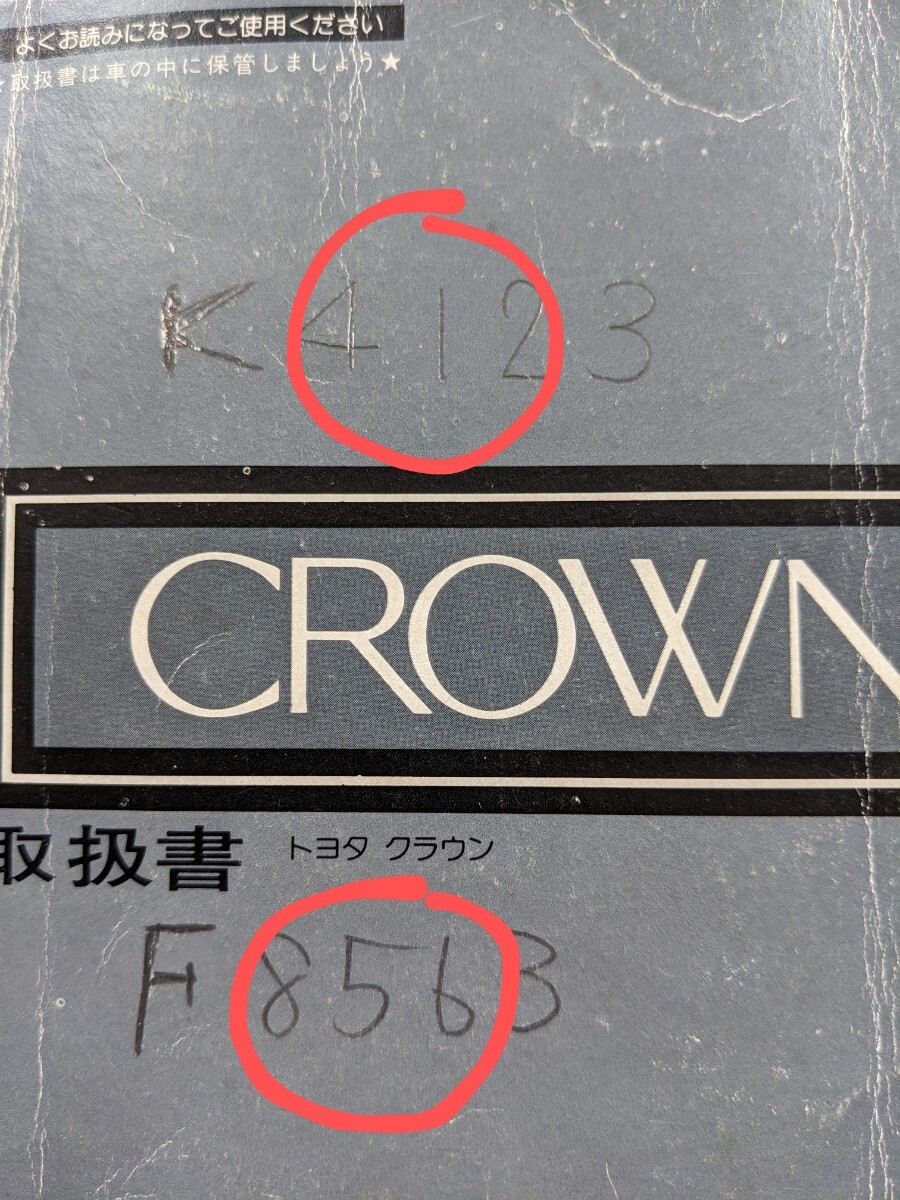 よくお読みになってご使用ください
取扱書は車の中に保管しましょう★
K4123
CROWN
取扱書 トヨタ クラウン
F8563